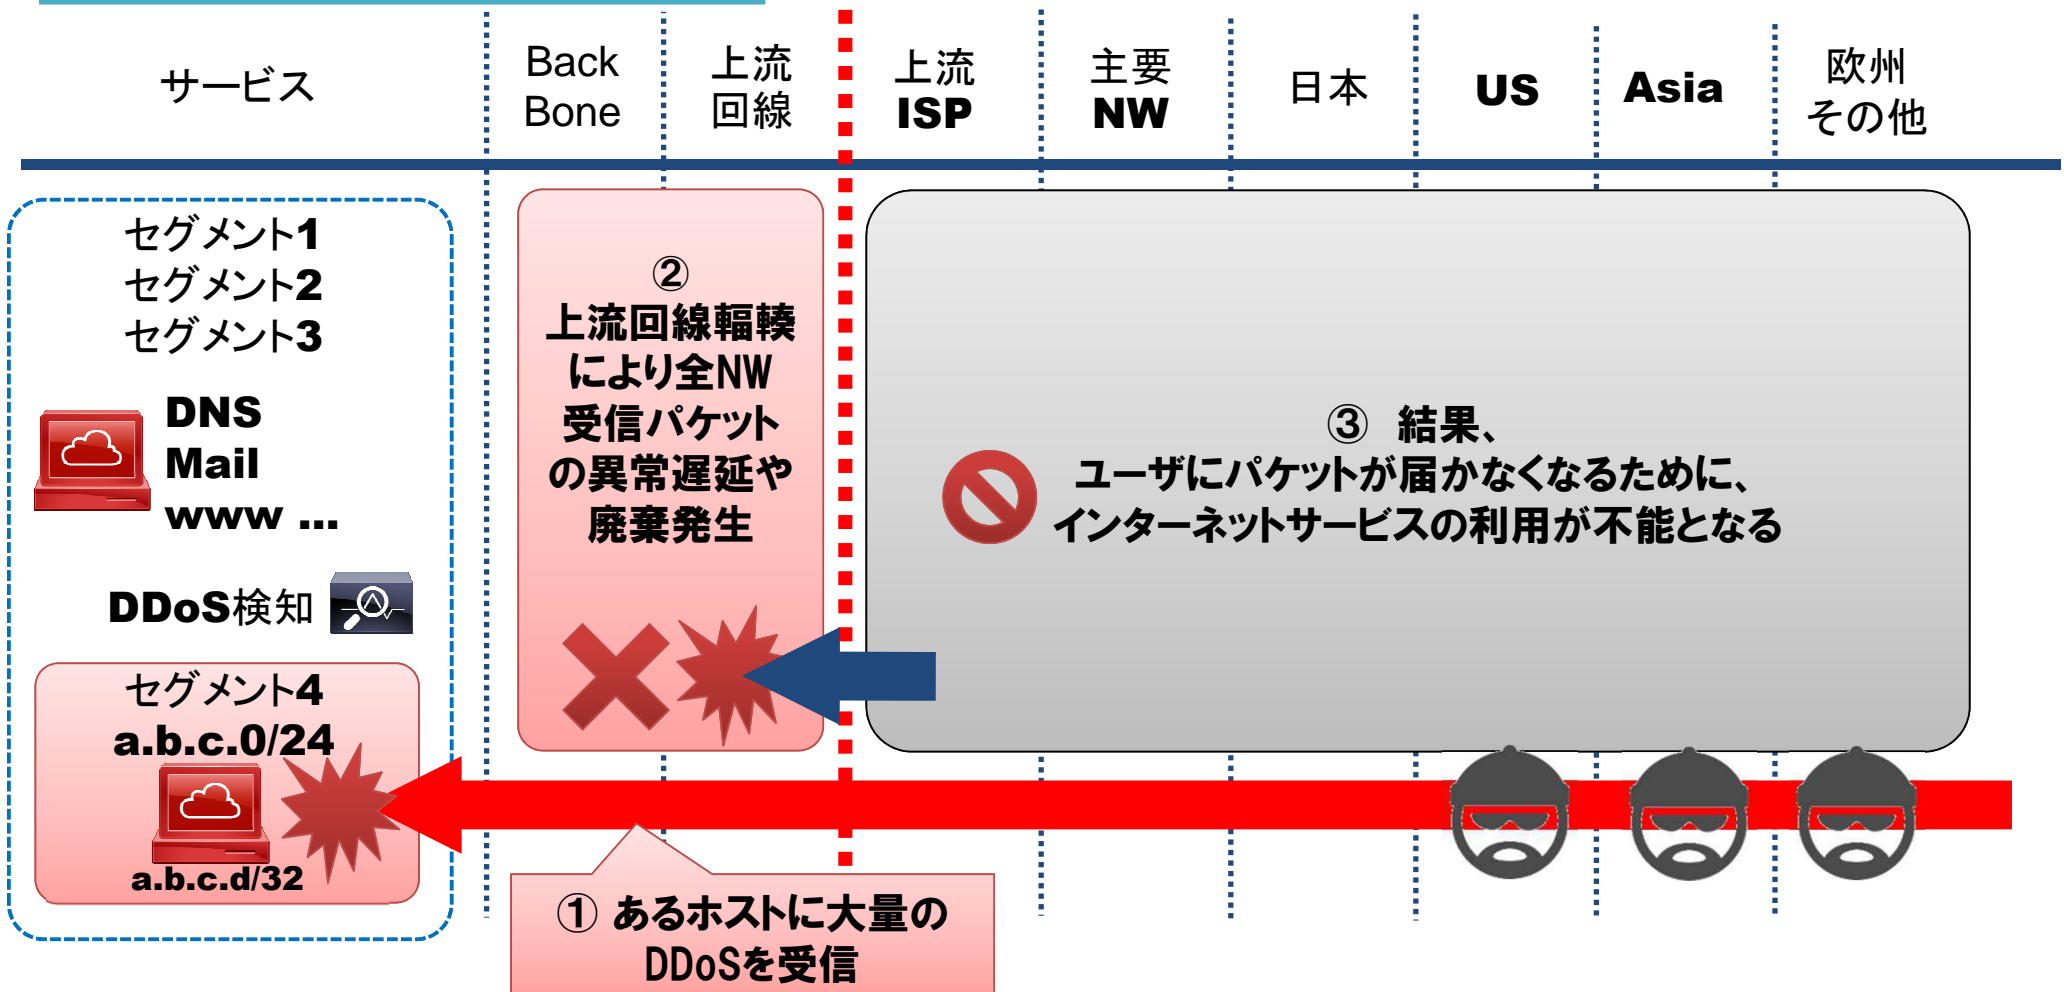 サービス
Back
Bone
上流
回線
上流
ISP
主要
NW
日本
US
Asia
欧州
その他
セグメント1
セグメント2
セグメント3
DNS
Mail
www ...
DDoS検知
セグメント4
a.b.c.0/24
a.b.c.d/32
②
上流回線輻輳
により全NW
受信パケット
の異常遅延や
廃棄発生
③ 結果、
ユーザにパケットが届かなくなるために、
インターネットサービスの利用が不能となる
① あるホストに大量の
DDoSを受信